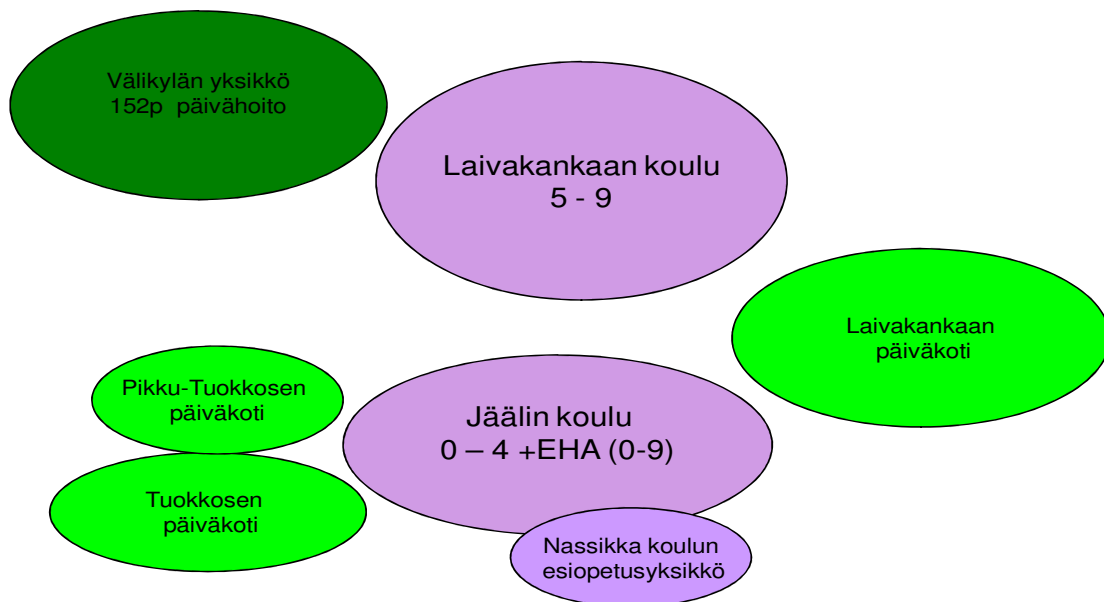 Välikylän yksikkö
152p päivähoito
Laivakankaan koulu
5 - 9
Laivakankaan
päiväkoti
Pikku-Tuokkosen
päiväkoti
Jäälin koulu
0 – 4 +EHA (0-9)
Tuokkosen
päiväkoti
Nassikka koulun
esiopetusyksikkö